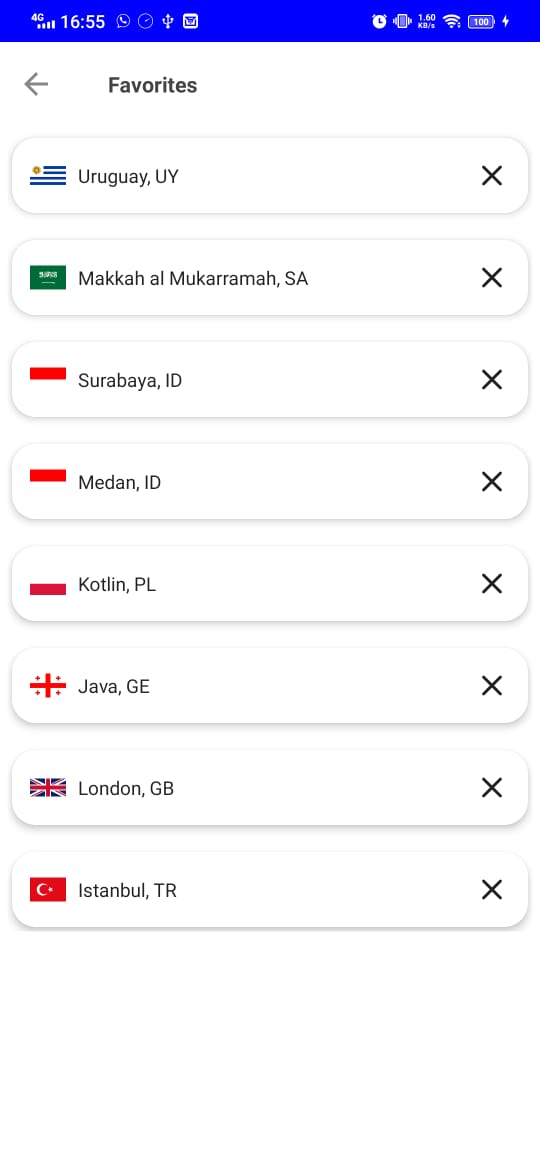 4G 16:55 1.60 KB/s 100
Favorites
Uruguay, UY
Makkah al Mukarramah, SA
Surabaya, ID
Medan, ID
Kotlin, PL
Java, GE
London, GB
Istanbul, TR